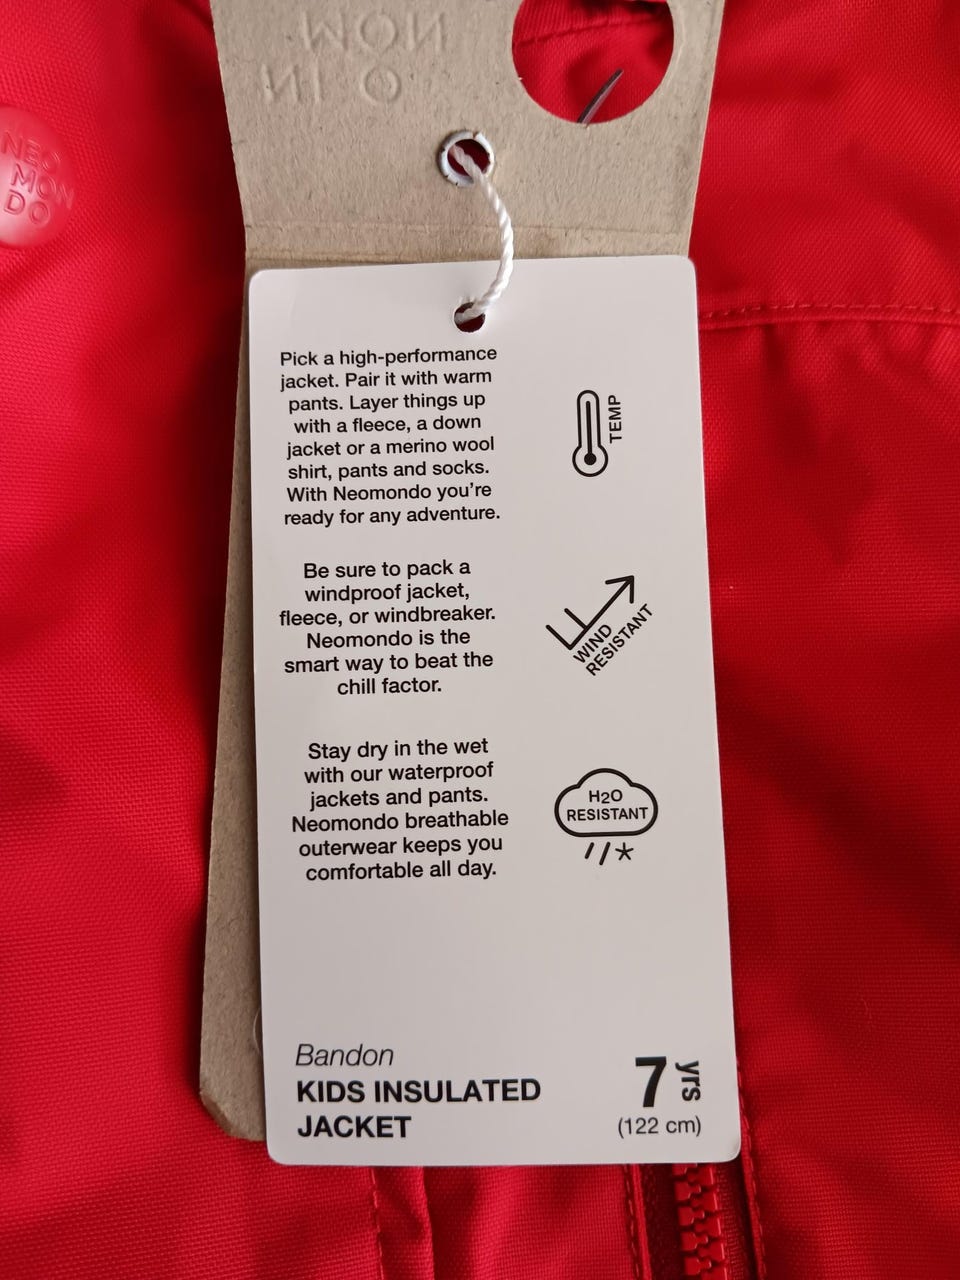 NEO
MON
DO
Pick a high-performance
jacket. Pair it with warm
pants. Layer things up
with a fleece, a down
jacket or a merino wool
shirt, pants and socks.
With Neomondo you're
ready for any adventure.
TEMP
Be sure to pack a
windproof jacket,
fleece, or windbreaker.
Neomondo is the
smart way to beat the
chill factor.
WIND
RESISTANT
Stay dry in the wet
with our waterproof
jackets and pants.
Neomondo breathable
outerwear keeps you
comfortable all day.
H2O
RESISTANT
Bandon
KIDS INSULATED
JACKET
7 yrs
(122 cm)